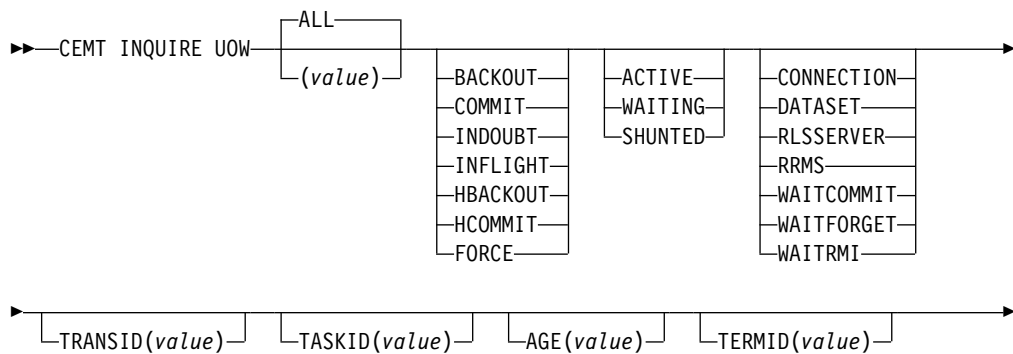 ALL
CEMT INQUIRE UOW
(value)
BACKOUT ACTIVE CONNECTION
COMMIT WAITING DATASET
INDOUBT SHUNTED RLSSERVER
INFLIGHT RRMS
HBACKOUT WAITCOMMIT
HCOMMIT WAITFORGET
FORCE WAITRMI
TRANSID(value) TASKID(value) AGE(value) TERMID(value)